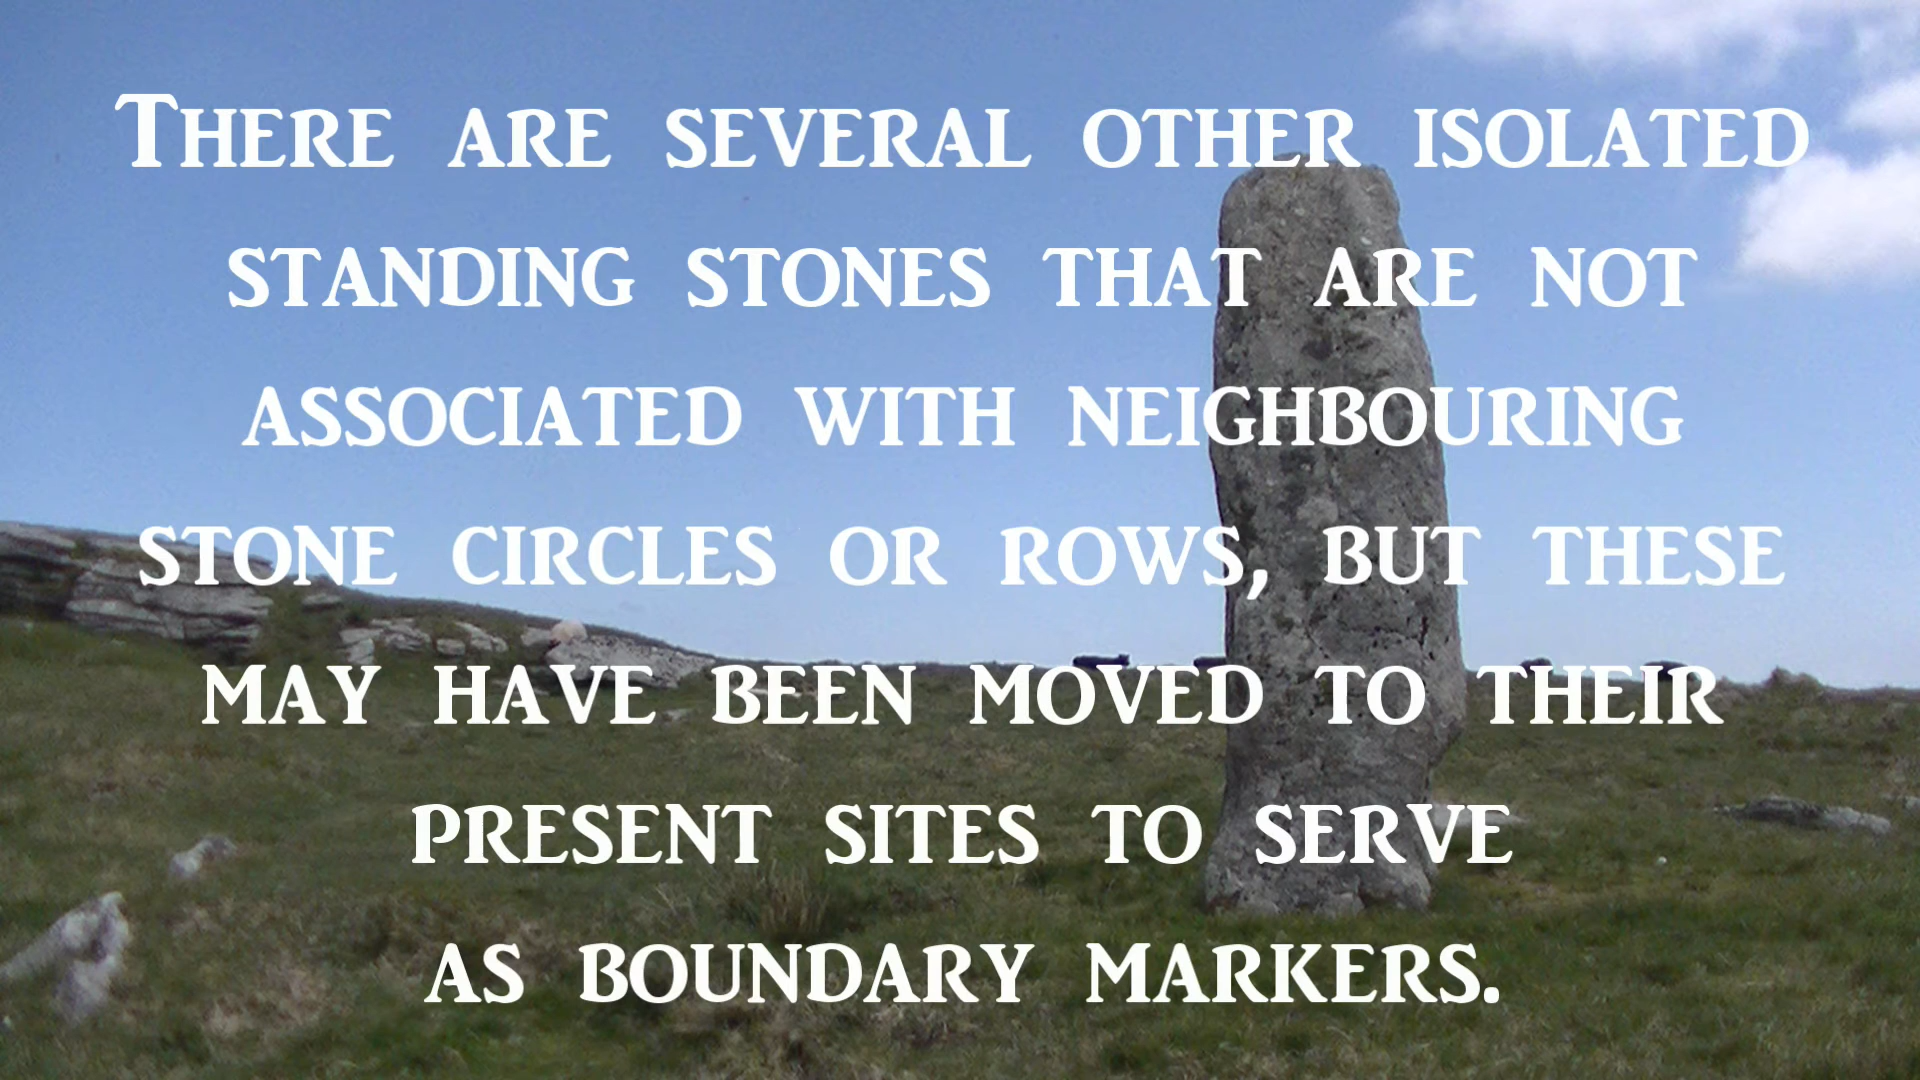 There are several other isolated
standing stones that are not
associated with neighbouring
stone circles or rows, but these
may have been moved to their
present sites to serve
as boundary markers.